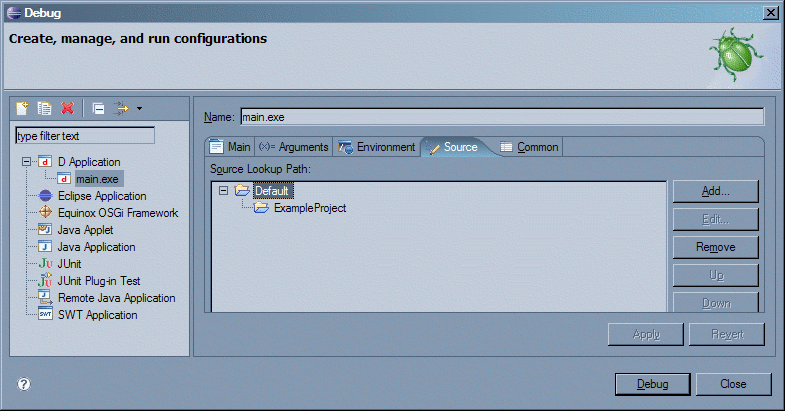 Debug
Create, manage, and run configurations
type filter text
D Application
main.exe
Eclipse Application
Equinox OSGi Framework
Java Applet
Java Application
JUnit
JUnit Plug-in Test
Remote Java Application
SWT Application
Name: main.exe
Main (x)= Arguments Environment Source Common
Source Lookup Path:
Default
ExampleProject
Add...
Edit...
Remove
Up
Down
Apply Revert
Debug Close